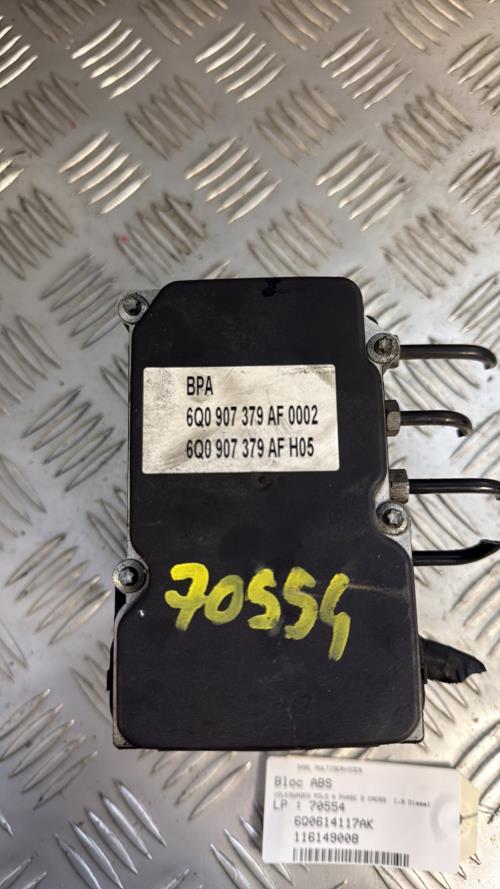 BPA
6Q0 907 379 AF 0002
6Q0 907 379 AF H05
70554
MULTISERVICES
Bloc ABS
VOLKSWAGEN POLO 4 PHASE 2 CROSS 1.9 Diesel
LP : 70554
6Q0614117AK
116149008